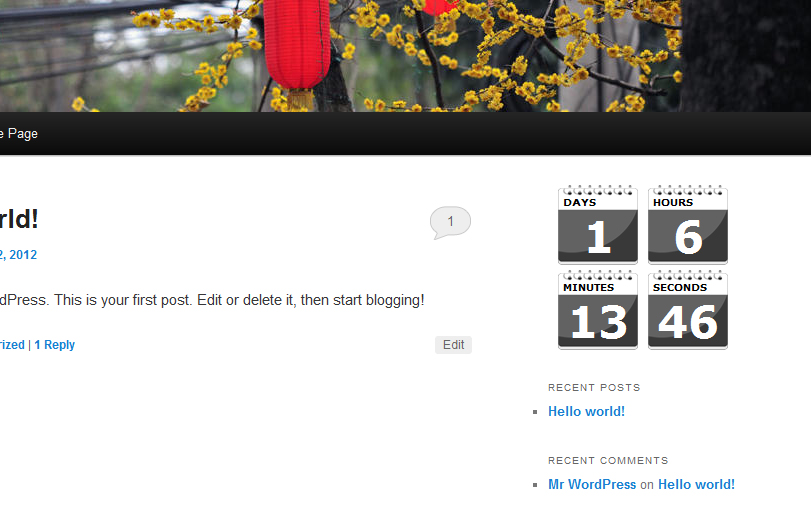 e Page
rld!
1
2, 2012
dPress. This is your first post. Edit or delete it, then start blogging!
rized | 1 Reply
Edit
DAYS
1
HOURS
6
MINUTES
13
SECONDS
46
RECENT POSTS
Hello world!
RECENT COMMENTS
Mr WordPress on Hello world!